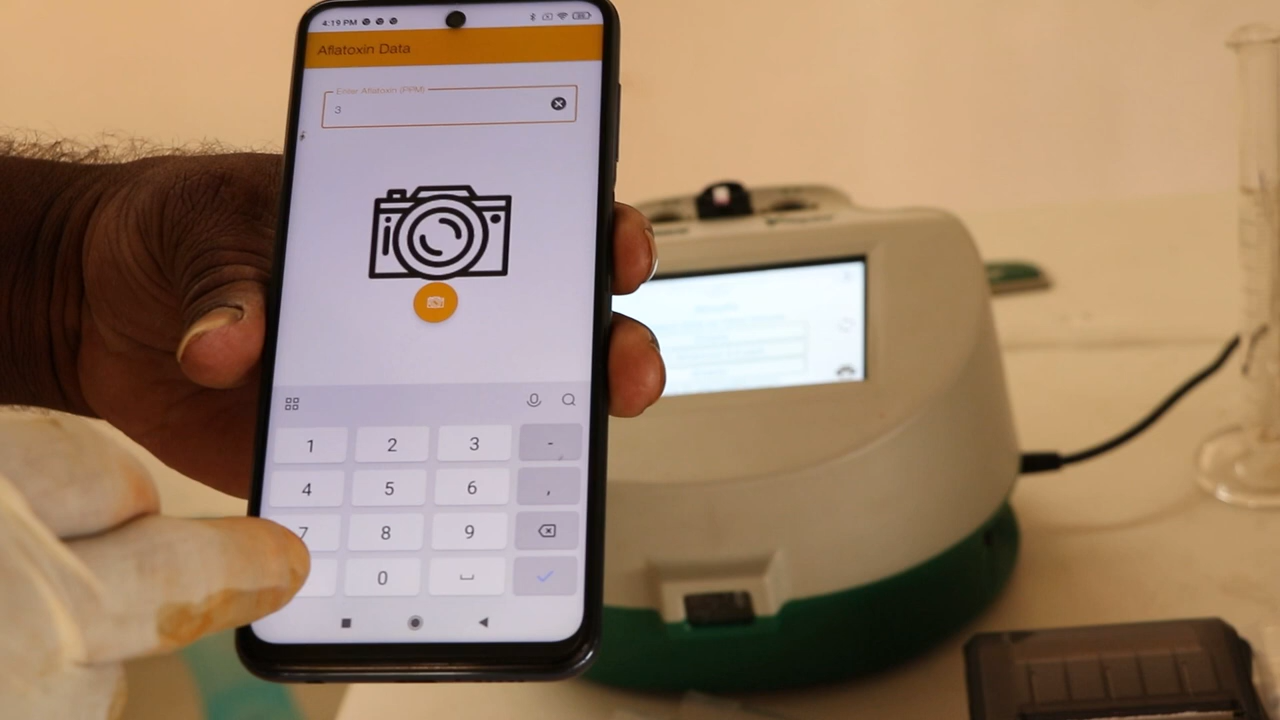 4:19 PM
Aflatoxin Data
Enter Aflatoxin (PPM)
3
1 2 3 -
4 5 6 ,
7 8 9
0